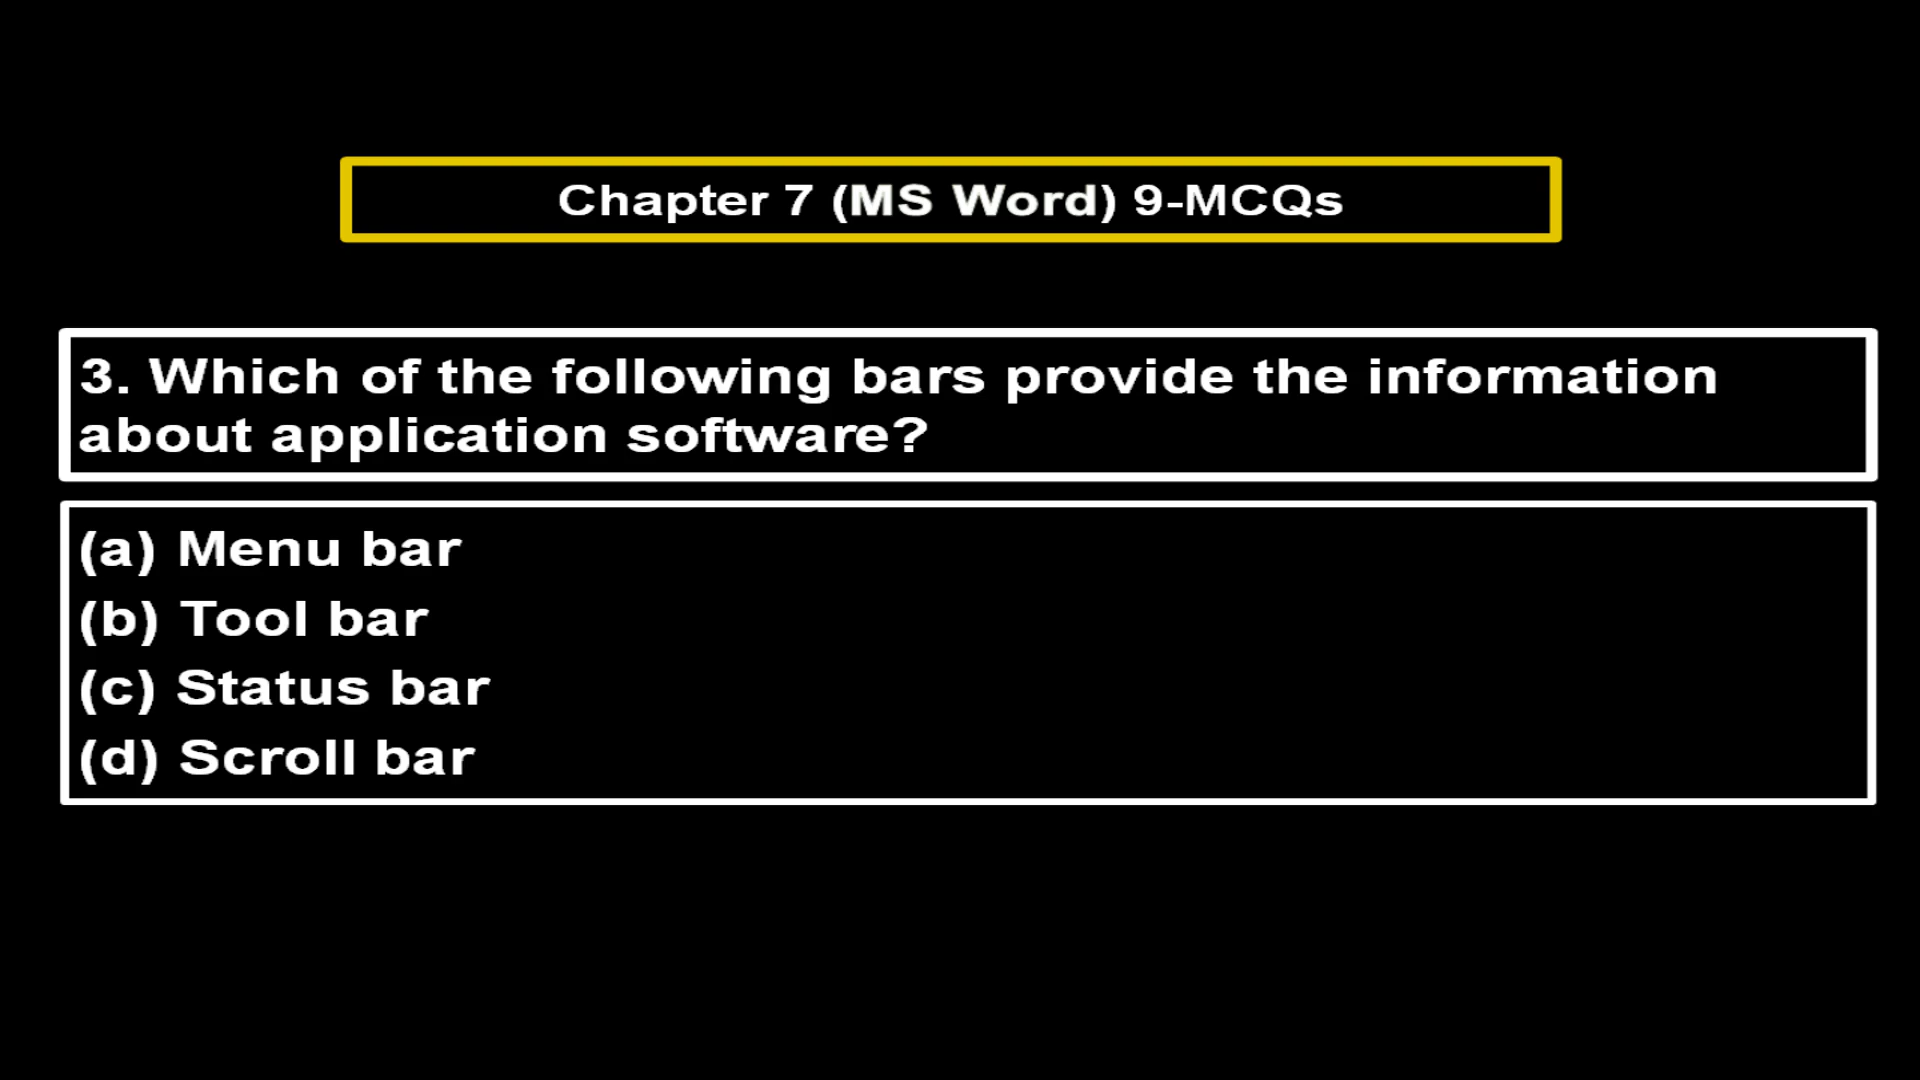 Chapter 7 (MS Word) 9-MCQs
3. Which of the following bars provide the information
about application software?
(a) Menu bar
(b) Tool bar
(c) Status bar
(d) Scroll bar